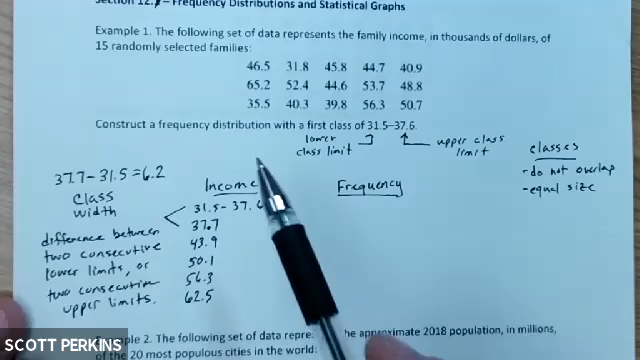 Frequency Distributions and Statistical Graphs
Example 1. The following set of data represents the family income, in thousands of dollars, of
15 randomly selected families:
46.5 31.8 45.8 44.7 40.9
65.2 52.4 44.6 53.7 48.8
35.5 40.3 39.8 56.3 50.7
Construct a frequency distribution with a first class of 31.5–37.6.
lower class limit
upper class limit
classes
- do not overlap
- equal size
37.7 – 31.5 = 6.2
class width
difference between
two consecutive
lower limits, or
two consecutive
upper limits.
Income
Frequency
31.5 – 37.6
37.7
43.9
50.1
56.3
62.5
SCOTT PERKINS
2. The following set of data the approximate 2018 population, in millions,
of the 20 most populous cities in the world: